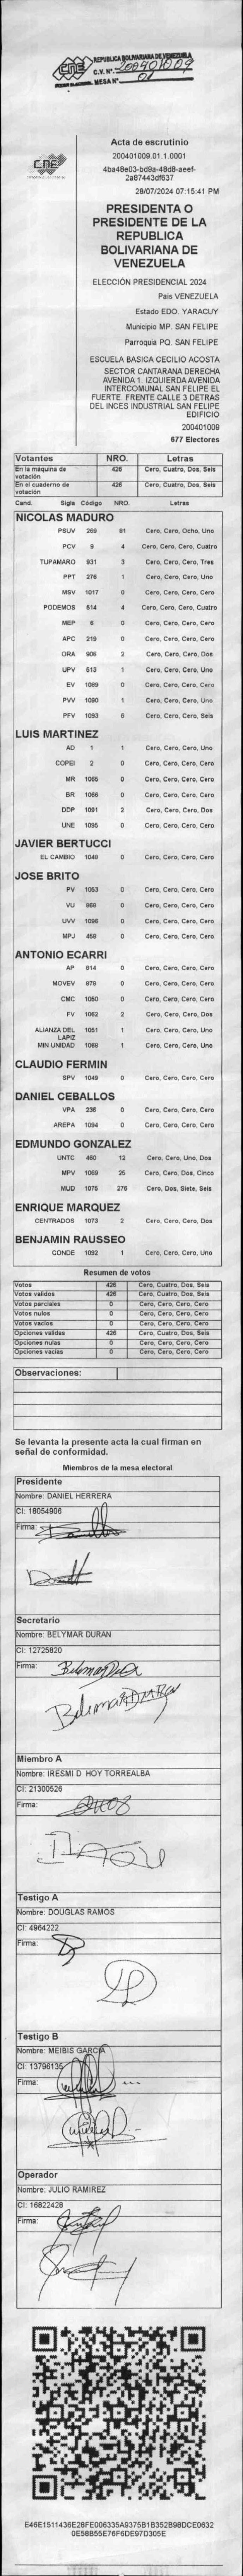 CNE
REPUBLICA BOLIVARIANA DE VENEZUELA
C.V. Nº 200401009
MESA Nº 01
CNE
Acta de escrutinio
200401009.01.1.0001
4ba48e03-bd9a-48d8-aeef-
2a87443df637
28/07/2024 07:15:41 PM
PRESIDENTA O
PRESIDENTE DE LA
REPUBLICA
BOLIVARIANA DE
VENEZUELA
ELECCIÓN PRESIDENCIAL 2024
Pais VENEZUELA
Estado EDO. YARACUY
Municipio MP. SAN FELIPE
Parroquia PQ. SAN FELIPE
ESCUELA BASICA CECILIO ACOSTA
SECTOR CANTARANA DERECHA
AVENIDA 1. IZQUIERDA AVENIDA
INTERCOMUNAL SAN FELIPE EL
FUERTE. FRENTE CALLE 3 DETRAS
DEL INCES INDUSTRIAL SAN FELIPE
EDIFICIO
200401009
677 Electores
Votantes NRO. Letras
En la máquina de votación 426 Cero, Cuatro, Dos, Seis
En el cuaderno de votación 426 Cero, Cuatro, Dos, Seis
Cand. Sigla Código NRO. Letras
NICOLAS MADURO
PSUV 269 81 Cero, Cero, Ocho, Uno
PCV 9 4 Cero, Cero, Cero, Cuatro
TUPAMARO 931 3 Cero, Cero, Cero, Tres
PPT 276 1 Cero, Cero, Cero, Uno
MSV 1017 0 Cero, Cero, Cero, Cero
PODEMOS 514 4 Cero, Cero, Cero, Cuatro
MEP 6 0 Cero, Cero, Cero, Cero
APC 219 0 Cero, Cero, Cero, Cero
ORA 906 2 Cero, Cero, Cero, Dos
UPV 513 1 Cero, Cero, Cero, Uno
EV 1089 0 Cero, Cero, Cero, Cero
PVV 1090 1 Cero, Cero, Cero, Uno
PFV 1093 6 Cero, Cero, Cero, Seis
LUIS MARTINEZ
AD 1 1 Cero, Cero, Cero, Uno
COPEI 2 0 Cero, Cero, Cero, Cero
MR 1065 0 Cero, Cero, Cero, Cero
BR 1066 0 Cero, Cero, Cero, Cero
DDP 1091 2 Cero, Cero, Cero, Dos
UNE 1095 0 Cero, Cero, Cero, Cero
JAVIER BERTUCCI
EL CAMBIO 1048 0 Cero, Cero, Cero, Cero
JOSE BRITO
PV 1053 0 Cero, Cero, Cero, Cero
VU 868 0 Cero, Cero, Cero, Cero
UVV 1096 0 Cero, Cero, Cero, Cero
MPJ 458 0 Cero, Cero, Cero, Cero
ANTONIO ECARRI
AP 814 0 Cero, Cero, Cero, Cero
MOVEV 978 0 Cero, Cero, Cero, Cero
CMC 1050 0 Cero, Cero, Cero, Cero
FV 1062 2 Cero, Cero, Cero, Dos
ALIANZA DEL LAPIZ 1051 1 Cero, Cero, Cero, Uno
MIN UNIDAD 1068 1 Cero, Cero, Cero, Uno
CLAUDIO FERMIN
SPV 1049 0 Cero, Cero, Cero, Cero
DANIEL CEBALLOS
VPA 236 0 Cero, Cero, Cero, Cero
AREPA 1094 0 Cero, Cero, Cero, Cero
EDMUNDO GONZALEZ
UNTC 460 12 Cero, Cero, Uno, Dos
MPV 1069 25 Cero, Cero, Dos, Cinco
MUD 1075 276 Cero, Dos, Siete, Seis
ENRIQUE MARQUEZ
CENTRADOS 1073 2 Cero, Cero, Cero, Dos
BENJAMIN RAUSSEO
CONDE 1092 1 Cero, Cero, Cero, Uno
Resumen de votos
Votos 426 Cero, Cuatro, Dos, Seis
Votos validos 426 Cero, Cuatro, Dos, Seis
Votos parciales 0 Cero, Cero, Cero, Cero
Votos nulos 0 Cero, Cero, Cero, Cero
Votos vacios 0 Cero, Cero, Cero, Cero
Opciones validas 426 Cero, Cuatro, Dos, Seis
Opciones nulas 0 Cero, Cero, Cero, Cero
Opciones vacias 0 Cero, Cero, Cero, Cero
Observaciones:
Se levanta la presente acta la cual firman en
señal de conformidad.
Miembros de la mesa electoral
Presidente
Nombre: DANIEL HERRERA
CI: 18054906
Firma:
Secretario
Nombre: BELYMAR DURAN
CI: 12725820
Firma:
Miembro A
Nombre: IRESMI D HOY TORREALBA
CI: 21300526
Firma:
Testigo A
Nombre: DOUGLAS RAMOS
CI: 4964222
Firma:
Testigo B
Nombre: MEIBIS GARCIA
CI: 13796135
Firma:
Operador
Nombre: JULIO RAMIREZ
CI: 16822428
Firma:
E46E1511436E28FE006335A9375B1B352B98DCE0632
0E58B55E76F6DE97D305E